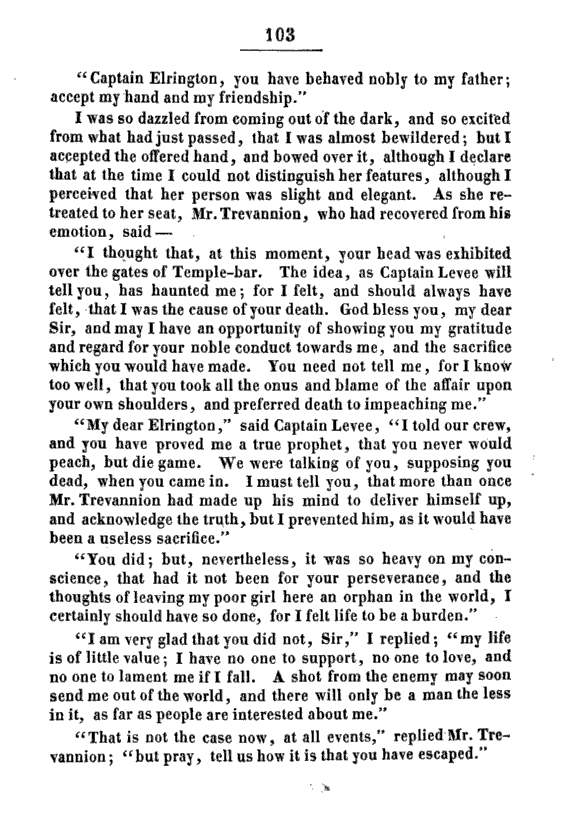 103
“Captain Elrington, you have behaved nobly to my father;
accept my hand and my friendship.”
I was so dazzled from coming out of the dark, and so excited
from what had just passed, that I was almost bewildered; but I
accepted the offered hand, and bowed over it, although I declare
that at the time I could not distinguish her features, although I
perceived that her person was slight and elegant. As she re-
treated to her seat, Mr. Trevannion, who had recovered from his
emotion, said —
“I thought that, at this moment, your head was exhibited
over the gates of Temple-bar. The idea, as Captain Levee will
tell you, has haunted me; for I felt, and should always have
felt, that I was the cause of your death. God bless you, my dear
Sir, and may I have an opportunity of showing you my gratitude
and regard for your noble conduct towards me, and the sacrifice
which you would have made. You need not tell me, for I know
too well, that you took all the onus and blame of the affair upon
your own shoulders, and preferred death to impeaching me.”
“My dear Elrington,” said Captain Levee, “I told our crew,
and you have proved me a true prophet, that you never would
peach, but die game. We were talking of you, supposing you
dead, when you came in. I must tell you, that more than once
Mr. Trevannion had made up his mind to deliver himself up,
and acknowledge the truth, but I prevented him, as it would have
been a useless sacrifice.”
“You did; but, nevertheless, it was so heavy on my con-
science, that had it not been for your perseverance, and the
thoughts of leaving my poor girl here an orphan in the world, I
certainly should have so done, for I felt life to be a burden.”
“I am very glad that you did not, Sir,” I replied; “my life
is of little value; I have no one to support, no one to love, and
no one to lament me if I fall. A shot from the enemy may soon
send me out of the world, and there will only be a man the less
in it, as far as people are interested about me.”
“That is not the case now, at all events,” replied Mr. Tre-
vannion; “but pray, tell us how it is that you have escaped.”